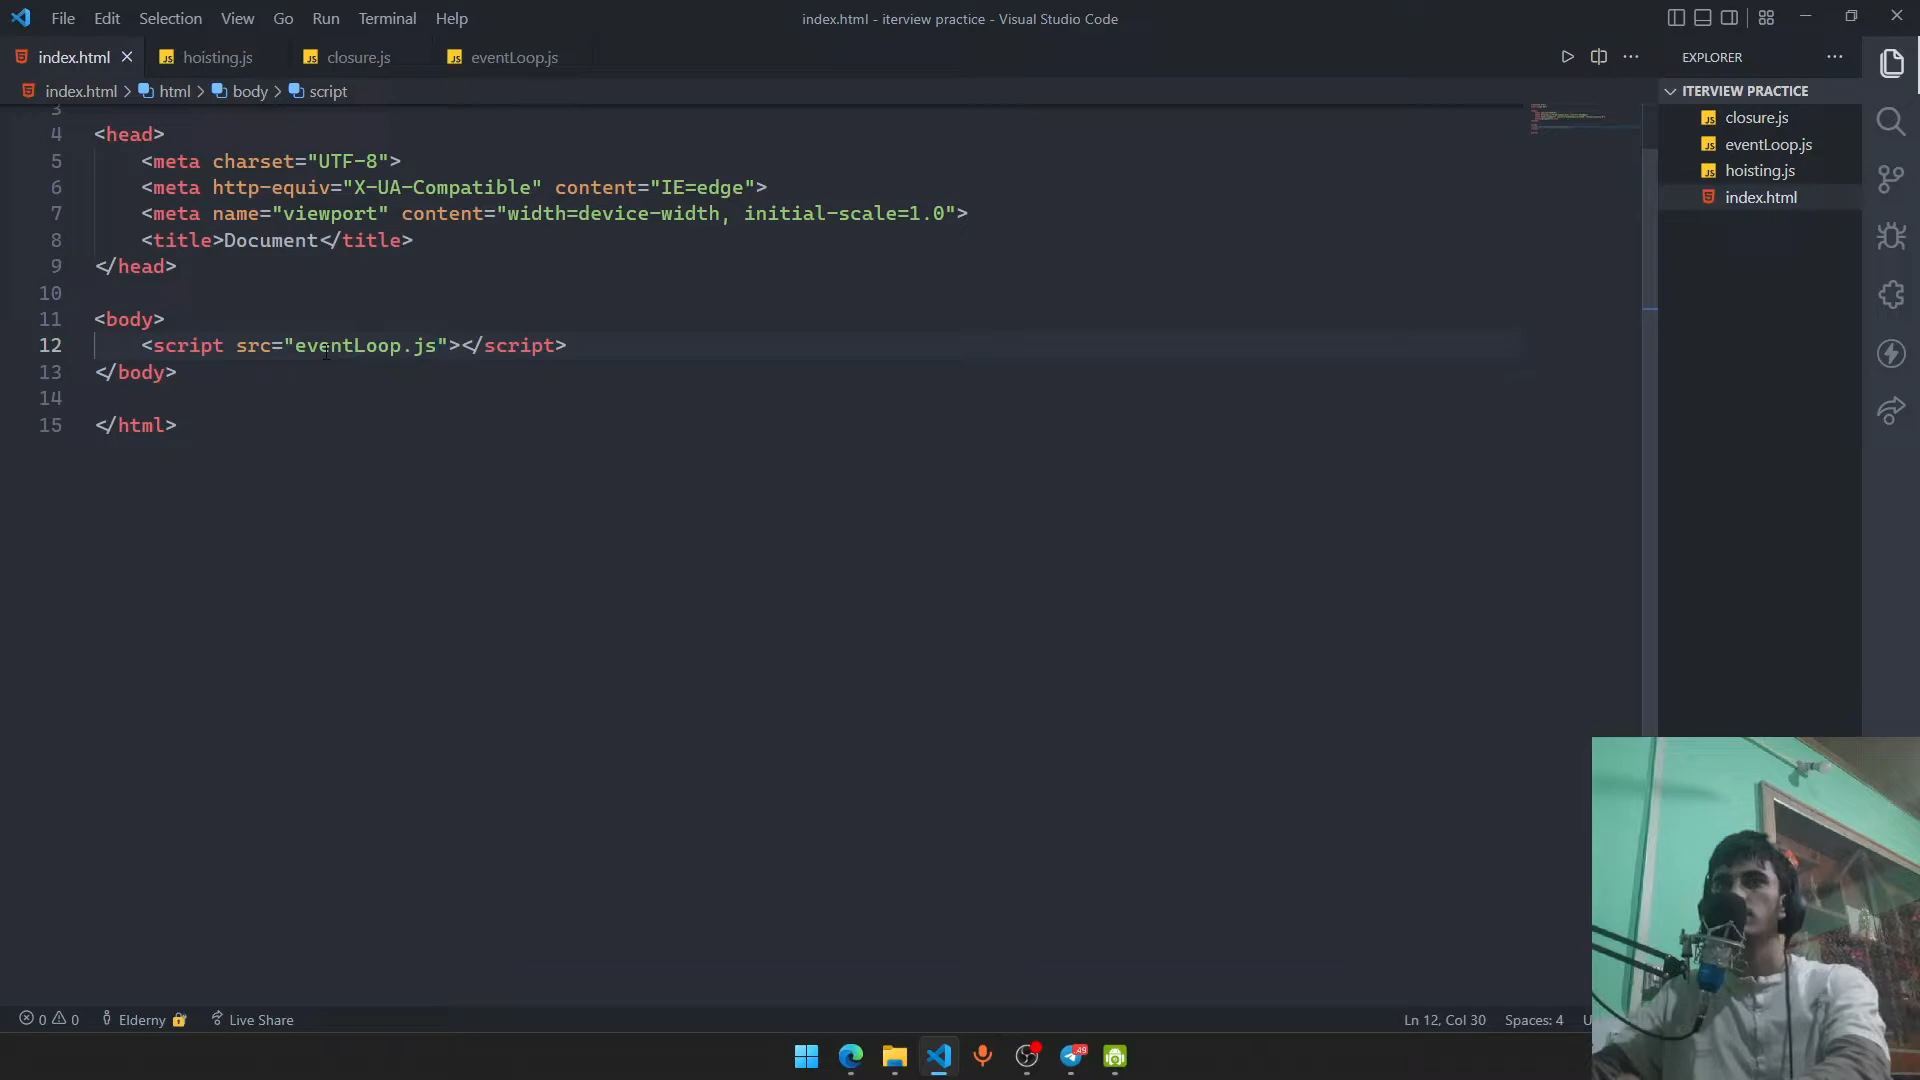 File Edit Selection View Go Run Terminal Help
index.html - iterview practice - Visual Studio Code
index.html hoisting.js closure.js eventLoop.js
index.html > html > body > script
3
4 <head>
5 <meta charset="UTF-8">
6 <meta http-equiv="X-UA-Compatible" content="IE=edge">
7 <meta name="viewport" content="width=device-width, initial-scale=1.0">
8 <title>Document</title>
9 </head>
10
11 <body>
12 <script src="eventLoop.js"></script>
13 </body>
14
15 </html>
EXPLORER
ITERVIEW PRACTICE
JS closure.js
JS eventLoop.js
JS hoisting.js
index.html
0 0 Elderny Live Share
Ln 12, Col 30 Spaces: 4 U
49